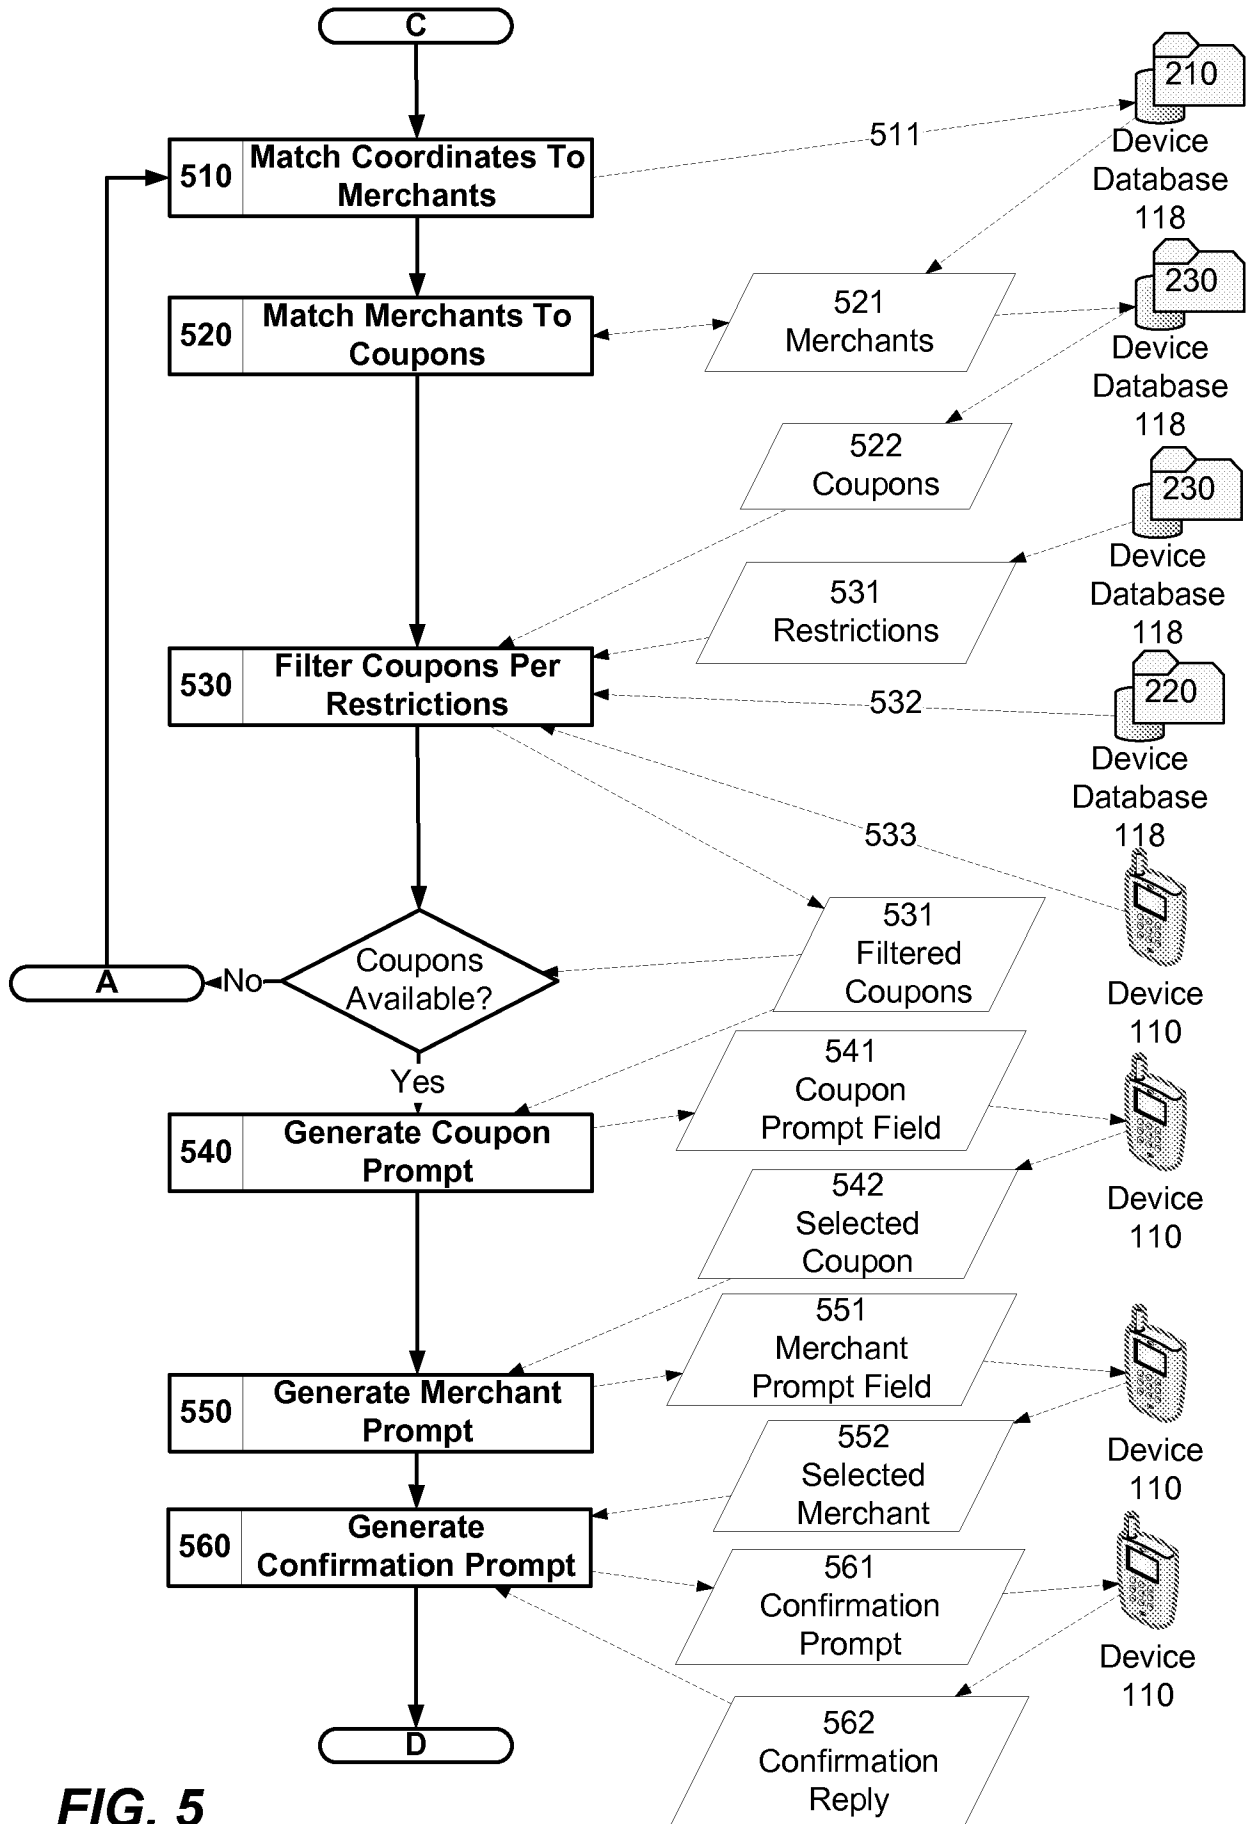 C
210
511
Device
Database
118
510
Match Coordinates To
Merchants
230
520
Match Merchants To
Coupons
521
Merchants
Device
Database
118
522
Coupons
230
Device
Database
118
531
Restrictions
530
Filter Coupons Per
Restrictions
532
220
Device
Database
118
533
531
Filtered
Coupons
Coupons
Available?
No
A
Device
110
Yes
541
Coupon
Prompt Field
540
Generate Coupon
Prompt
542
Selected
Coupon
Device
110
551
Merchant
Prompt Field
550
Generate Merchant
Prompt
552
Selected
Merchant
Device
110
560
Generate
Confirmation Prompt
561
Confirmation
Prompt
Device
110
562
Confirmation
Reply
D
FIG. 5